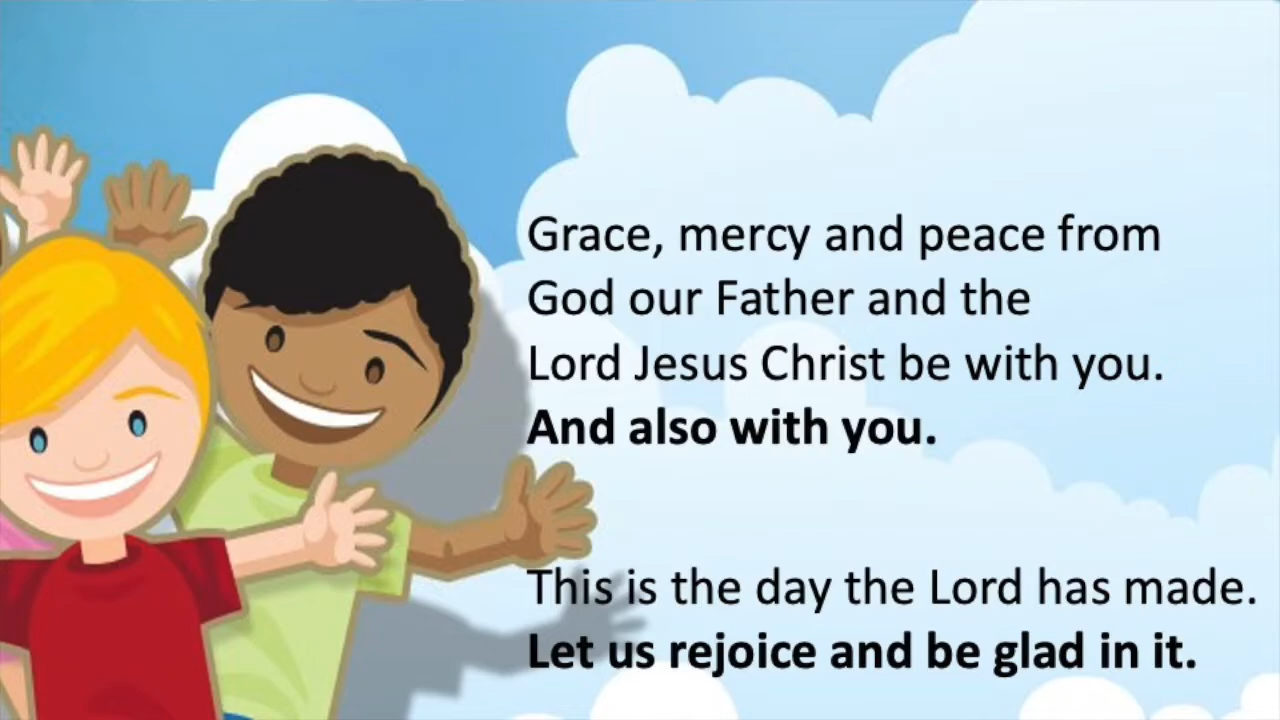 Grace, mercy and peace from
God our Father and the
Lord Jesus Christ be with you.
And also with you.
This is the day the Lord has made.
Let us rejoice and be glad in it.